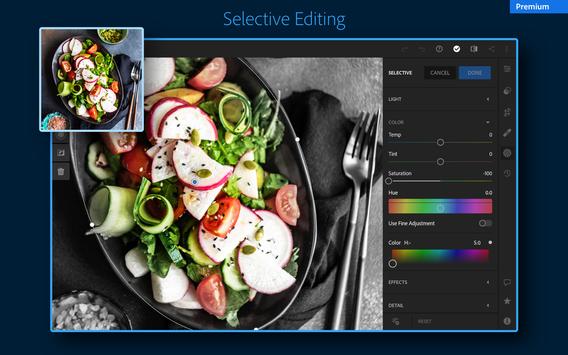 Premium
Selective Editing
SELECTIVE CANCEL DONE
LIGHT
COLOR
Temp 0
Tint 0
Saturation -100
Hue 0.0
Use Fine Adjustment
Color H- 5.0
EFFECTS
DETAIL
RESET